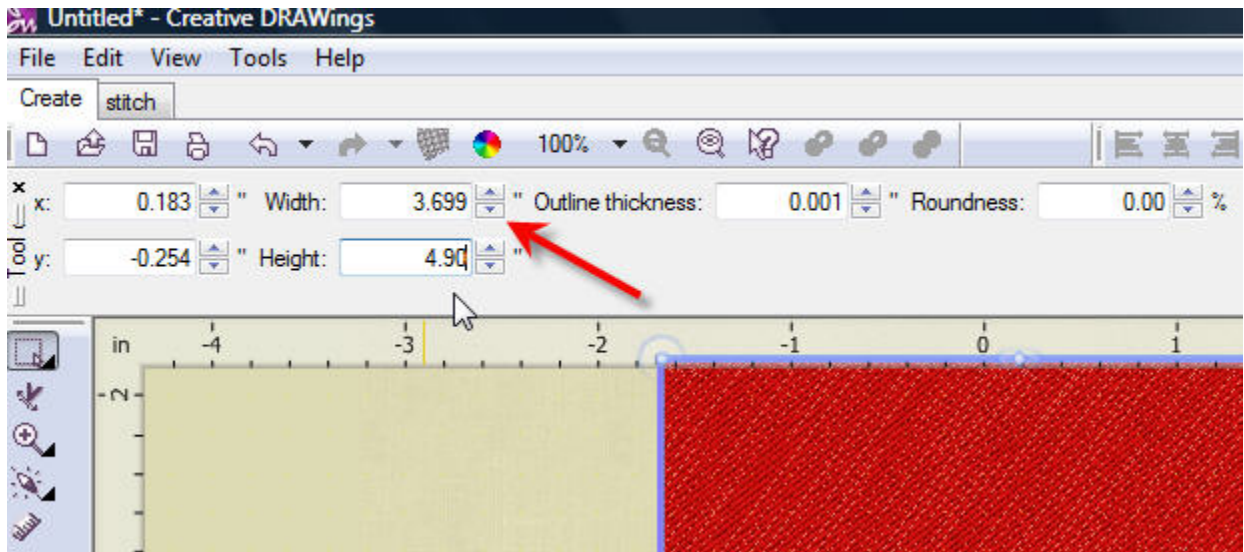 Untitled* - Creative DRAWings
File Edit View Tools Help
Create stitch
100%
x: 0.183 " Width: 3.699 " Outline thickness: 0.001 " Roundness: 0.00 %
Tool
y: -0.254 " Height: 4.90 "
in -4 -3 -2 -1 0 1
-2